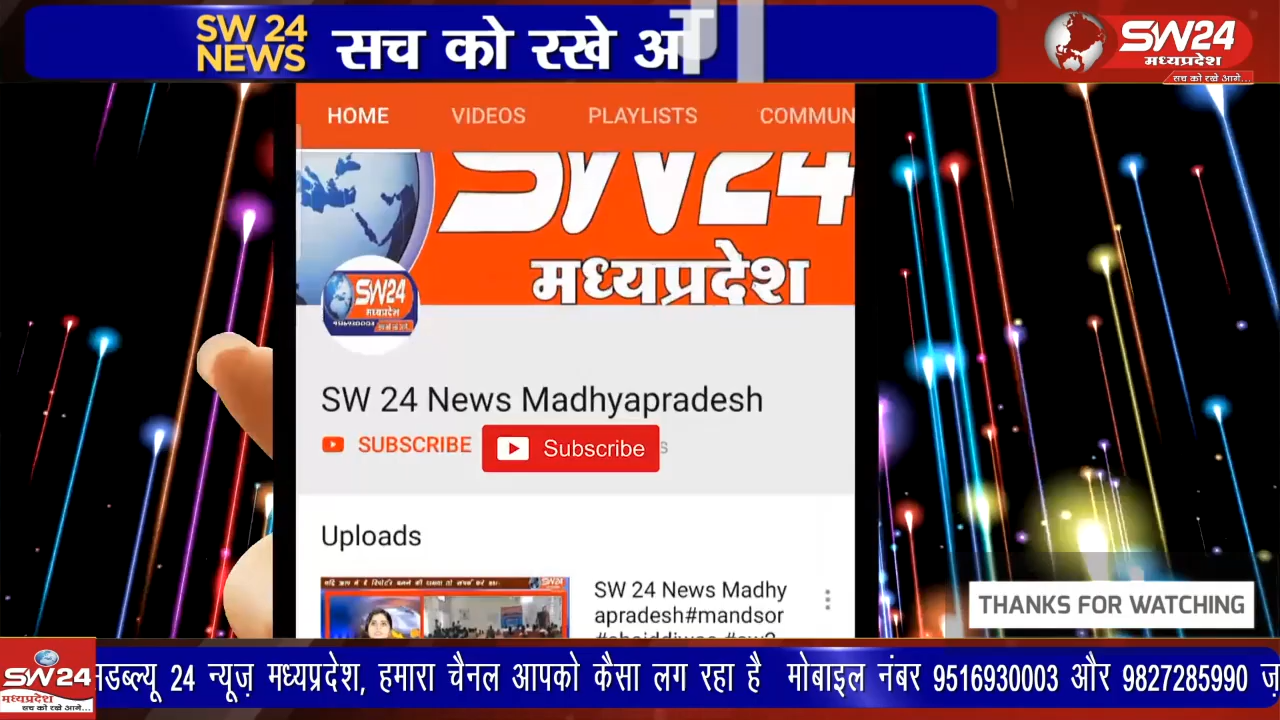 SW 24
NEWS
सच को रखे
SW24
मध्यप्रदेश
सच को रखे आगे...
HOME VIDEOS PLAYLISTS COMMUN
SW24
मध्यप्रदेश
SW24
मध्यप्रदेश
9516930003
SW 24 News Madhyapradesh
SUBSCRIBE
Subscribe
Uploads
SW 24 News Madhy
apradesh#mandsor
THANKS FOR WATCHING
SW24
मध्यप्रदेश
सच को रखे आगे...
सडब्ल्यू 24 न्यूज़ मध्यप्रदेश, हमारा चैनल आपको कैसा लग रहा है मोबाइल नंबर 9516930003 और 9827285990